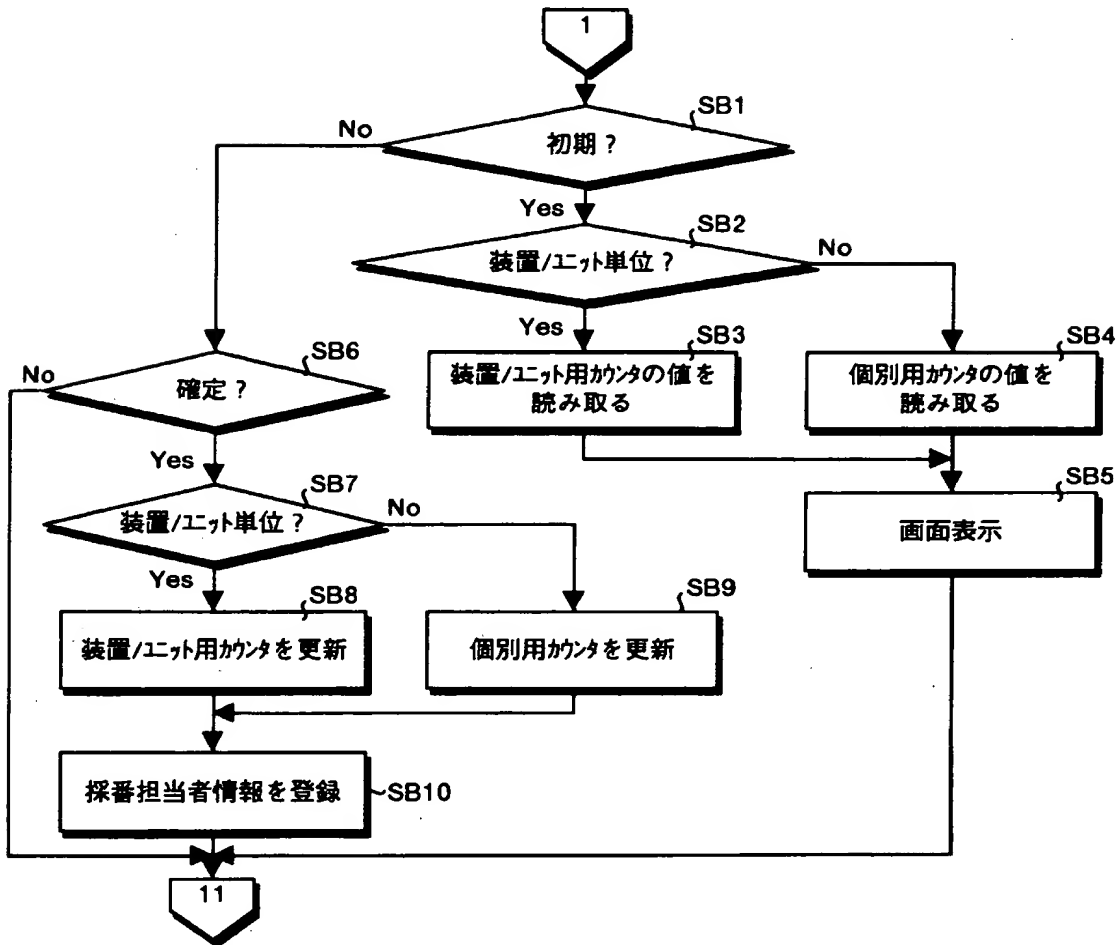 1
SB1
No
初期？
Yes
SB2
No
装置/ユニット単位？
Yes
SB3
装置/ユニット用カウンタの値を
読み取る
SB4
個別用カウンタの値を
読み取る
SB5
画面表示
SB6
No
確定？
Yes
SB7
No
装置/ユニット単位？
Yes
SB8
装置/ユニット用カウンタを更新
SB9
個別用カウンタを更新
採番担当者情報を登録
SB10
11